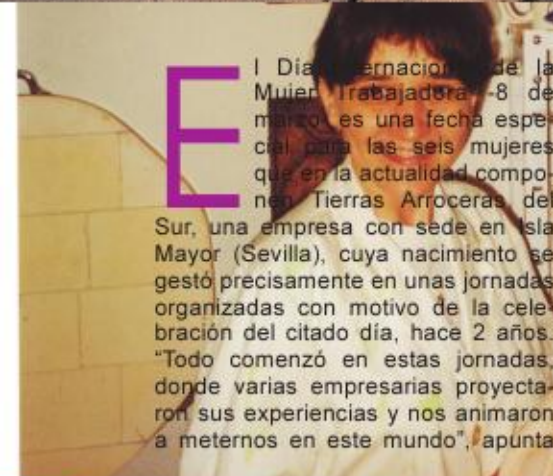 El Día Internacional de la
Mujer Trabajadora -8 de
marzo- es una fecha espe-
cial para las seis mujeres
que en la actualidad compo-
nen Tierras Arroceras del
Sur, una empresa con sede en Isla
Mayor (Sevilla), cuya nacimiento se
gestó precisamente en unas jornadas
organizadas con motivo de la cele-
bración del citado día, hace 2 años.
“Todo comenzó en estas jornadas,
donde varias empresarias proyecta-
ron sus experiencias y nos animaron
a meternos en este mundo”, apunta